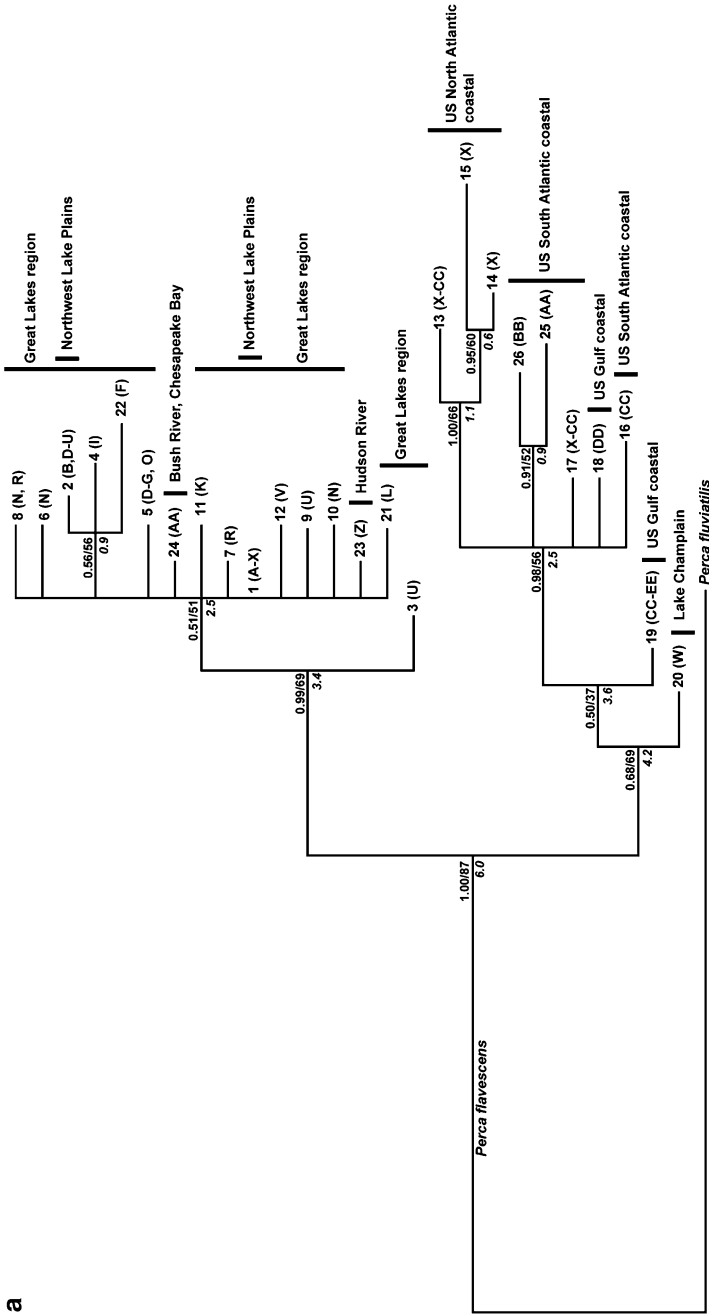 a
8 (N, R)
6 (N)
2 (B,D-U)
4 (I)
22 (F)
0.56/56
0.9
5 (D-G, O)
24 (AA)
11 (K)
7 (R)
1 (A-X)
12 (V)
9 (U)
10 (N)
23 (Z)
21 (L)
0.51/51
2.5
3 (U)
0.99/69
3.4
Great Lakes region
Northwest Lake Plains
Bush River, Chesapeake Bay
Northwest Lake Plains
Great Lakes region
Hudson River
Great Lakes region
13 (X-CC)
15 (X)
14 (X)
0.95/60
0.6
1.00/66
1.1
US North Atlantic
coastal
26 (BB)
25 (AA)
0.91/52
0.9
US South Atlantic coastal
17 (X-CC)
18 (DD)
US Gulf coastal
16 (CC)
US South Atlantic coastal
0.98/56
2.5
19 (CC-EE)
US Gulf coastal
0.50/37
3.6
20 (W)
Lake Champlain
0.68/69
4.2
1.00/87
6.0
Perca flavescens
Perca fluviatilis